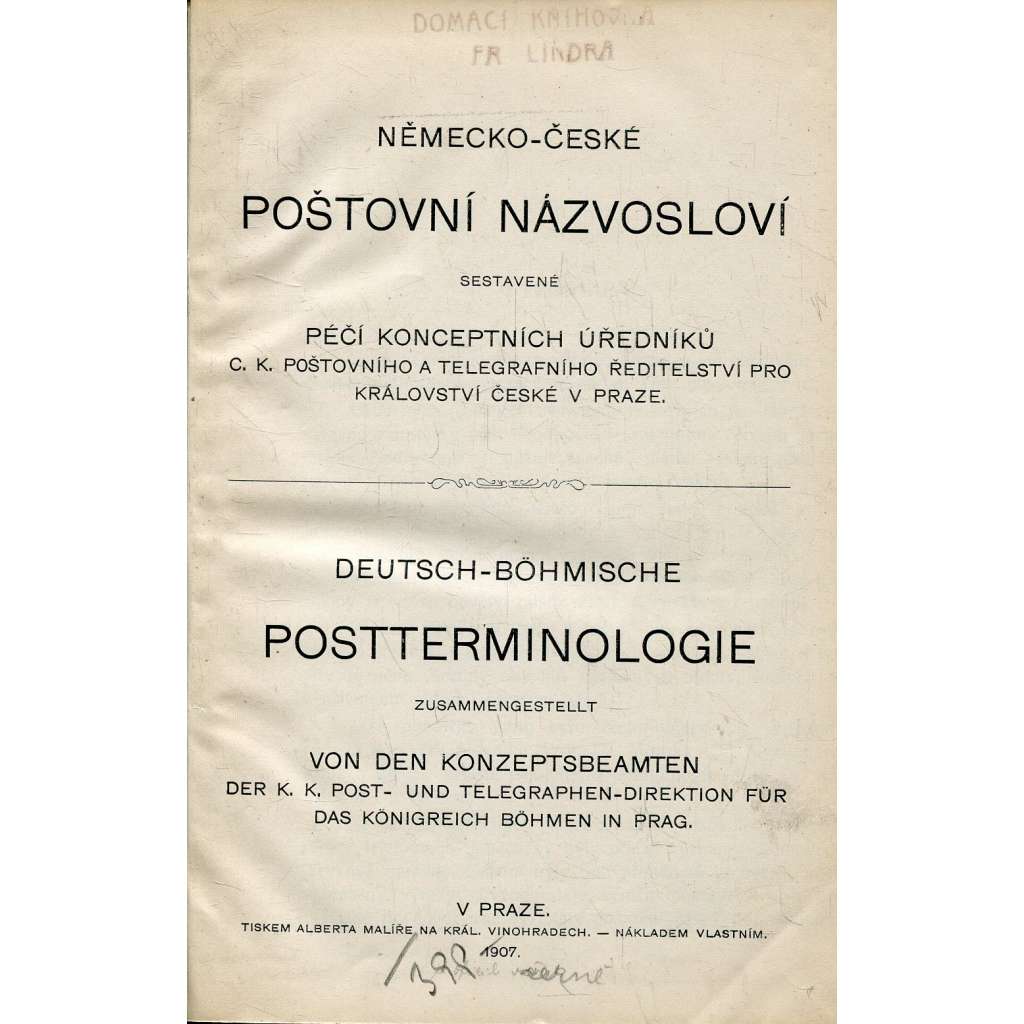 DOMACÍ KNIHOVNA
FR LINDRA
NĚMECKO-ČESKÉ
POŠTOVNÍ NÁZVOSLOVÍ
SESTAVENÉ
PÉČÍ KONCEPTNÍCH ÚŘEDNÍKŮ
C. K. POŠTOVNÍHO A TELEGRAFNÍHO ŘEDITELSTVÍ PRO
KRÁLOVSTVÍ ČESKÉ V PRAZE.
DEUTSCH-BÖHMISCHE
POSTTERMINOLOGIE
ZUSAMMENGESTELLT
VON DEN KONZEPTSBEAMTEN
DER K. K. POST- UND TELEGRAPHEN-DIREKTION FÜR
DAS KÖNIGREICH BÖHMEN IN PRAG.
V PRAZE.
TISKEM ALBERTA MALÍŘE NA KRÁL. VINOHRADECH. — NÁKLADEM VLASTNÍM.
1907.